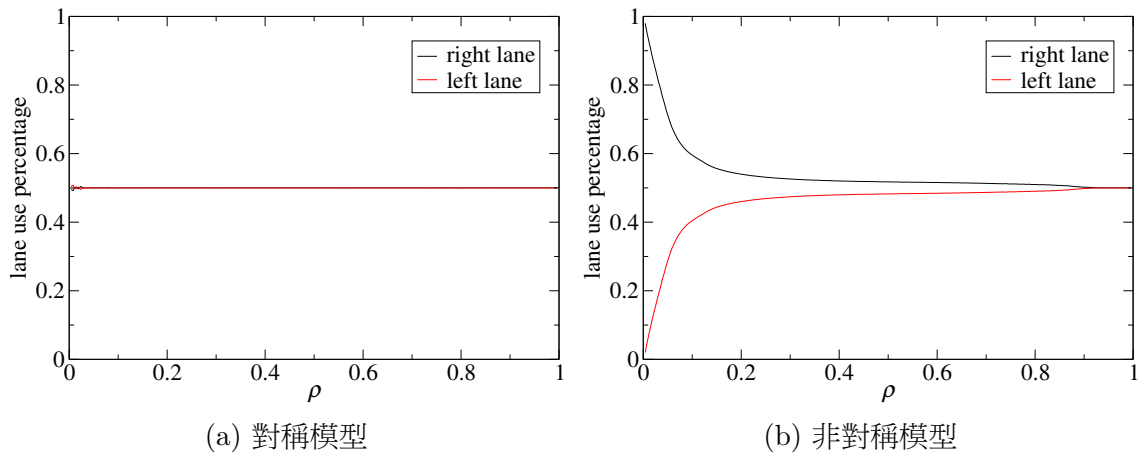 1
0.8
0.6
0.4
0.2
0
lane use percentage
right lane
left lane
0 0.2 0.4 0.6 0.8 1
ρ
(a) 對稱模型
1
0.8
0.6
0.4
0.2
0
lane use percentage
right lane
left lane
0 0.2 0.4 0.6 0.8 1
ρ
(b) 非對稱模型